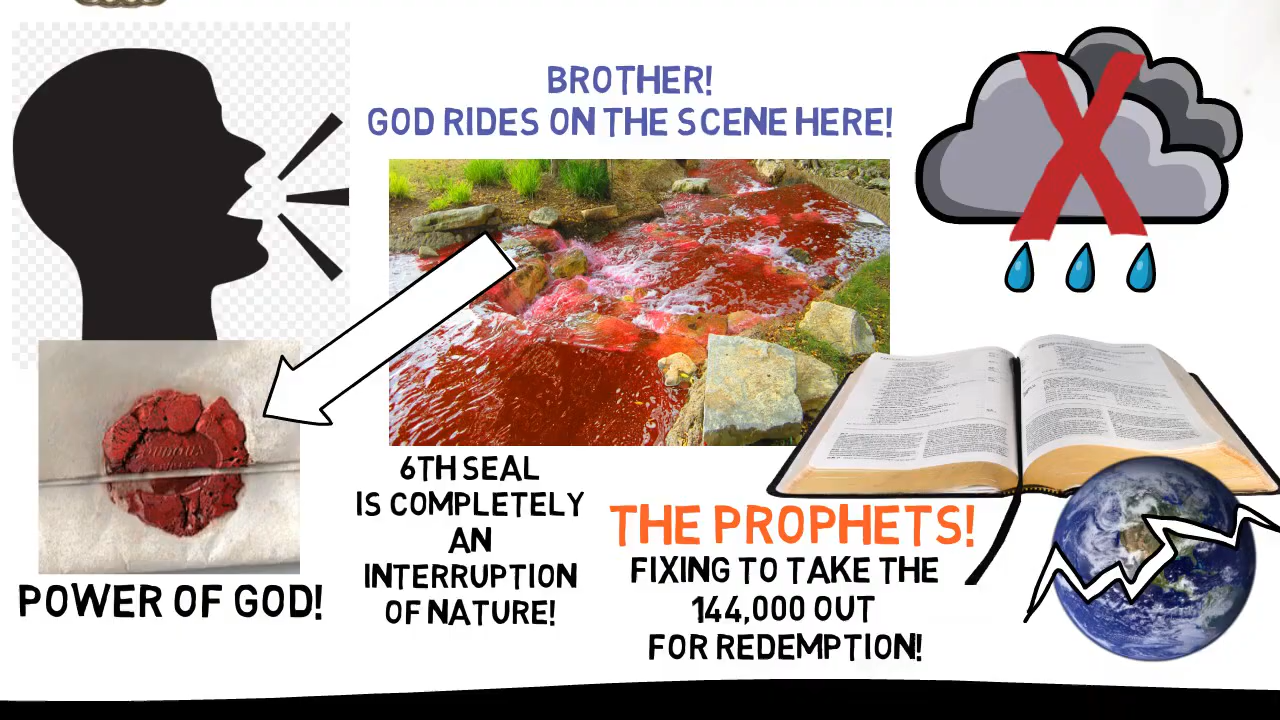 BROTHER!
GOD RIDES ON THE SCENE HERE!
POWER OF GOD!
6TH SEAL
IS COMPLETELY
AN
INTERRUPTION
OF NATURE!
THE PROPHETS!
FIXING TO TAKE THE
144,000 OUT
FOR REDEMPTION!